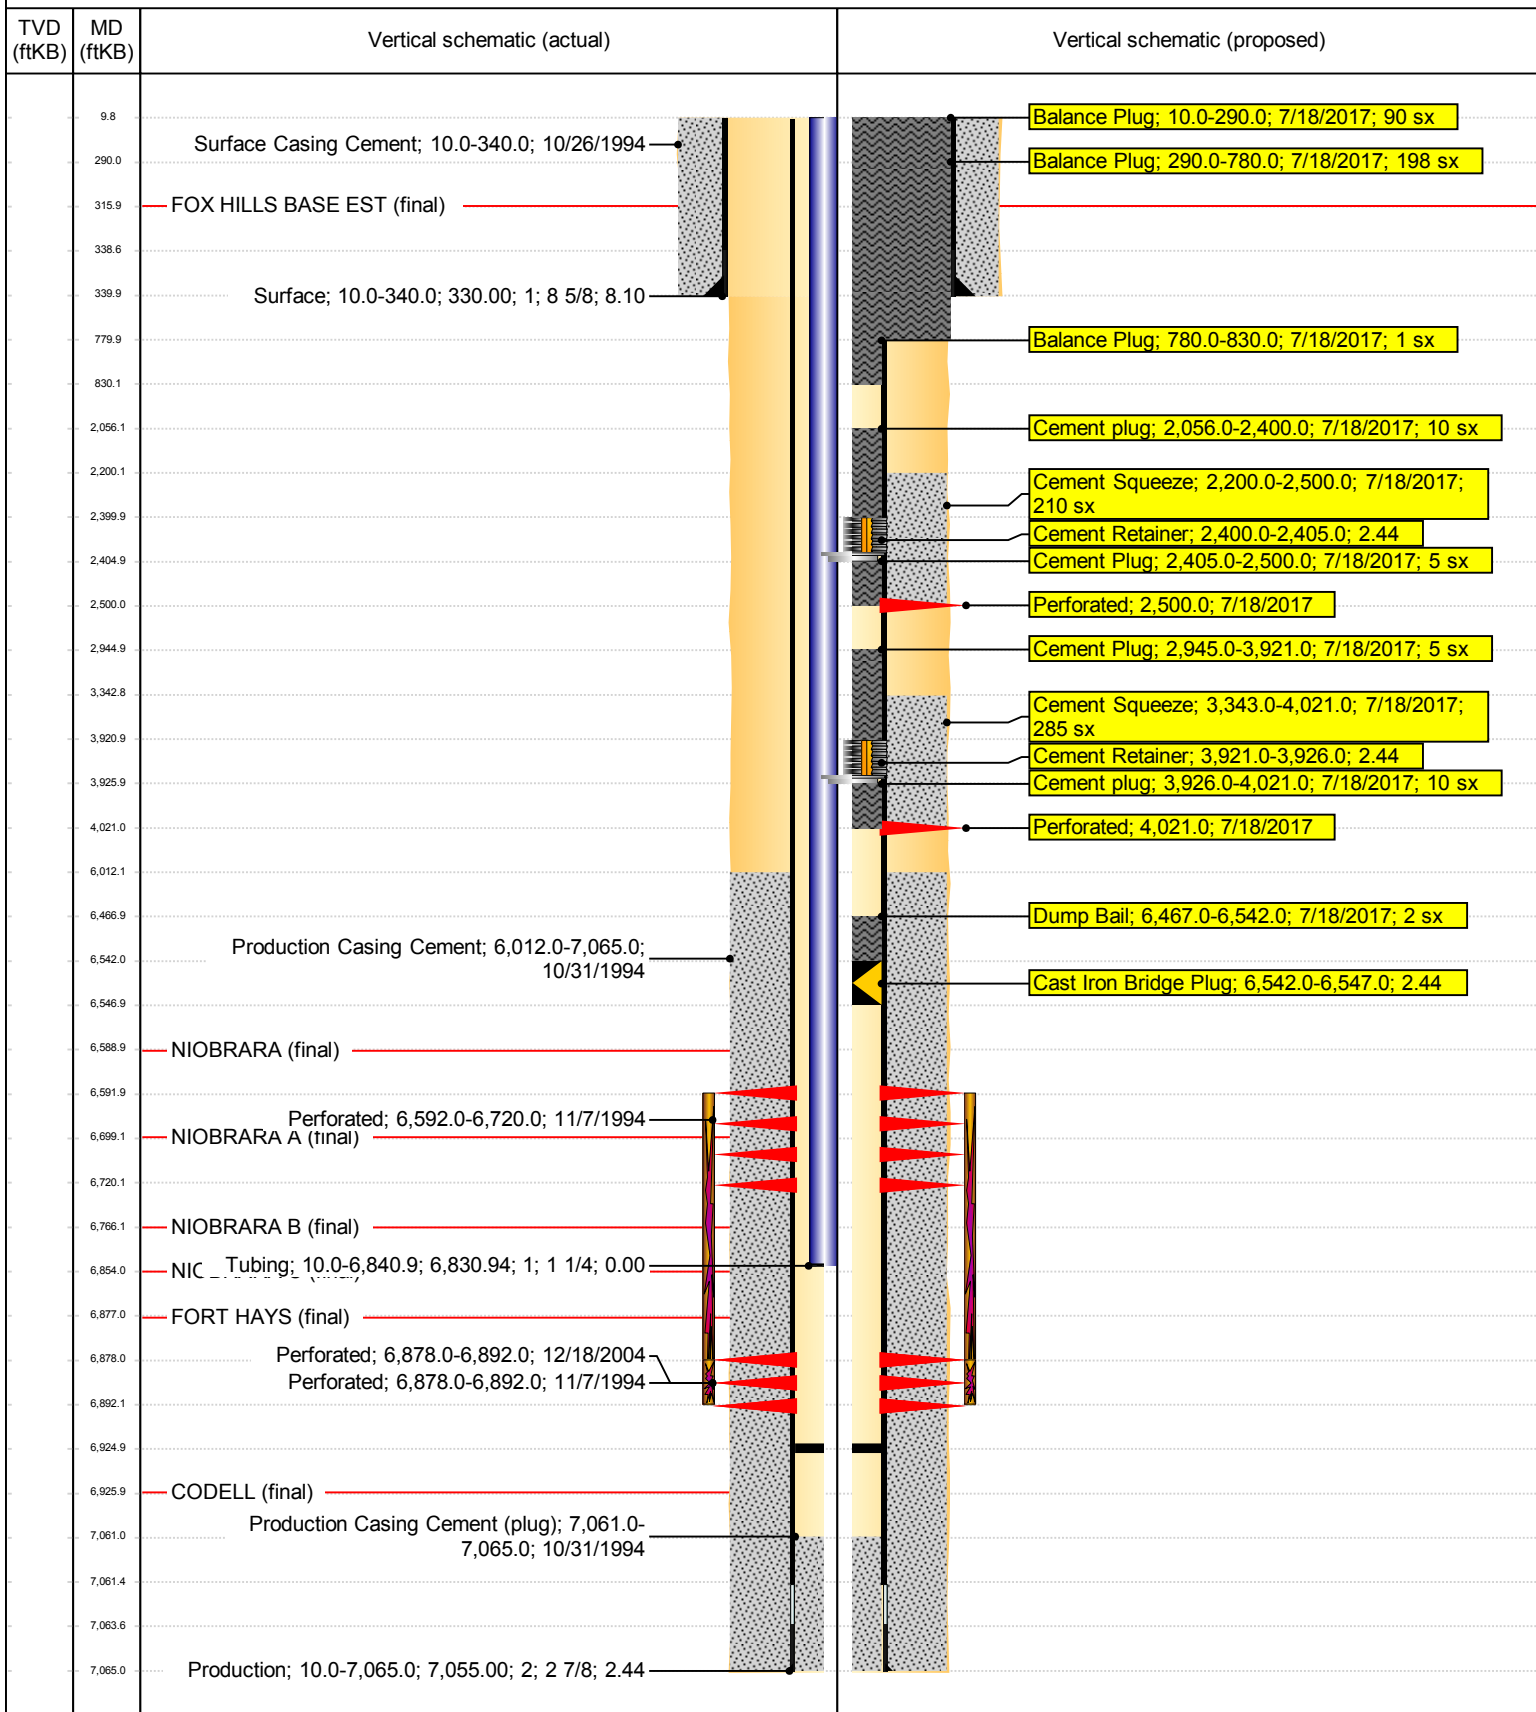 TVD (ftKB)
MD (ftKB)
Vertical schematic (actual)
Vertical schematic (proposed)
9.8
290.0
315.9
338.6
339.9
779.9
830.1
2,056.1
2,200.1
2,399.9
2,404.9
2,500.0
2,944.9
3,342.8
3,920.9
3,925.9
4,021.0
6,012.1
6,466.9
6,542.0
6,546.9
6,588.9
6,591.9
6,699.1
6,720.1
6,766.1
6,854.0
6,877.0
6,878.0
6,892.1
6,924.9
6,925.9
7,061.0
7,061.4
7,063.6
7,065.0
Surface Casing Cement; 10.0-340.0; 10/26/1994
FOX HILLS BASE EST (final)
Surface; 10.0-340.0; 330.00; 1; 8 5/8; 8.10
Production Casing Cement; 6,012.0-7,065.0;
10/31/1994
NIOBRARA (final)
Perforated; 6,592.0-6,720.0; 11/7/1994
NIOBRARA A (final)
NIOBRARA B (final)
Tubing; 10.0-6,840.9; 6,830.94; 1; 1 1/4; 0.00
FORT HAYS (final)
Perforated; 6,878.0-6,892.0; 12/18/2004
Perforated; 6,878.0-6,892.0; 11/7/1994
CODELL (final)
Production Casing Cement (plug); 7,061.0-
7,065.0; 10/31/1994
Production; 10.0-7,065.0; 7,055.00; 2; 2 7/8; 2.44
Balance Plug; 10.0-290.0; 7/18/2017; 90 sx
Balance Plug; 290.0-780.0; 7/18/2017; 198 sx
Balance Plug; 780.0-830.0; 7/18/2017; 1 sx
Cement plug; 2,056.0-2,400.0; 7/18/2017; 10 sx
Cement Squeeze; 2,200.0-2,500.0; 7/18/2017;
210 sx
Cement Retainer; 2,400.0-2,405.0; 2.44
Cement Plug; 2,405.0-2,500.0; 7/18/2017; 5 sx
Perforated; 2,500.0; 7/18/2017
Cement Plug; 2,945.0-3,921.0; 7/18/2017; 5 sx
Cement Squeeze; 3,343.0-4,021.0; 7/18/2017;
285 sx
Cement Retainer; 3,921.0-3,926.0; 2.44
Cement plug; 3,926.0-4,021.0; 7/18/2017; 10 sx
Perforated; 4,021.0; 7/18/2017
Dump Bail; 6,467.0-6,542.0; 7/18/2017; 2 sx
Cast Iron Bridge Plug; 6,542.0-6,547.0; 2.44